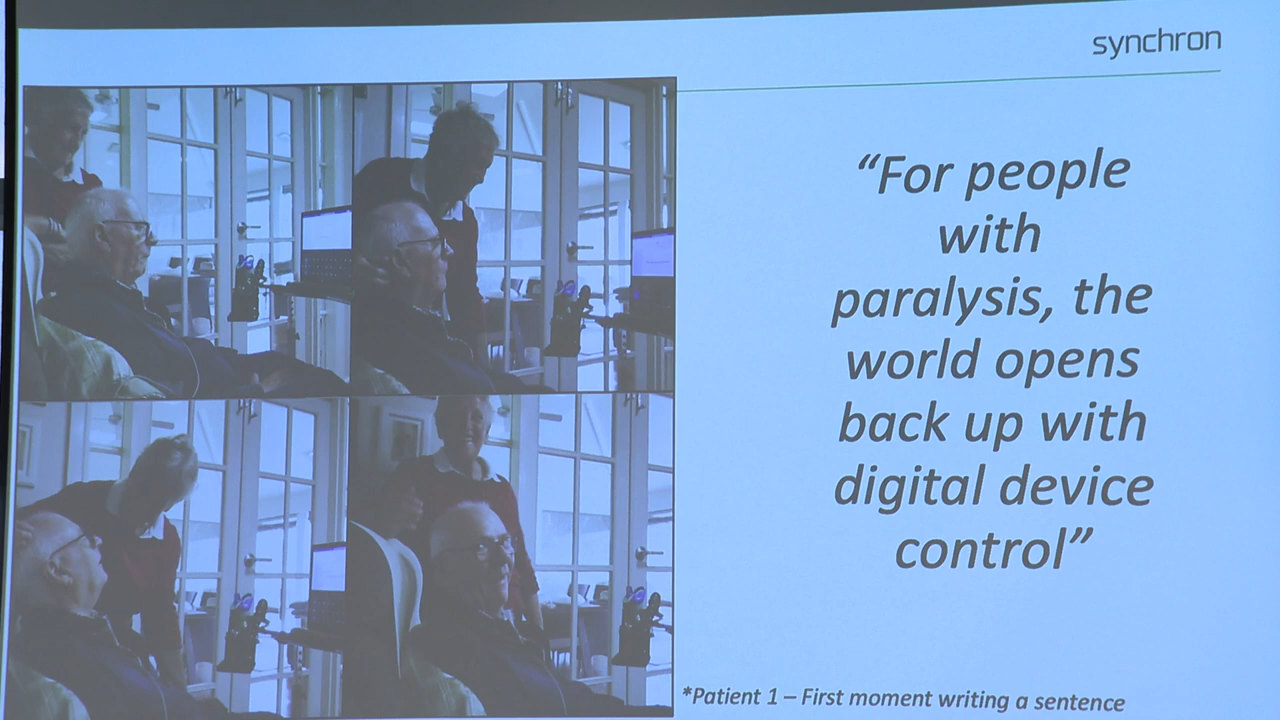 synchron
“For people
with
paralysis, the
world opens
back up with
digital device
control”
*Patient 1 – First moment writing a sentence